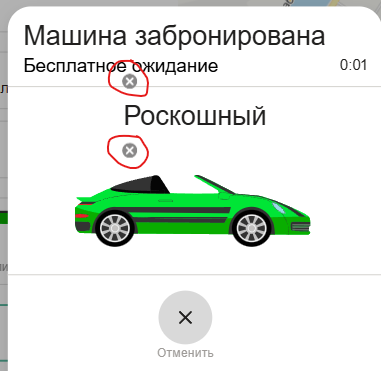 Машина забронирована
Бесплатное ожидание 0:01
Роскошный
Отменить